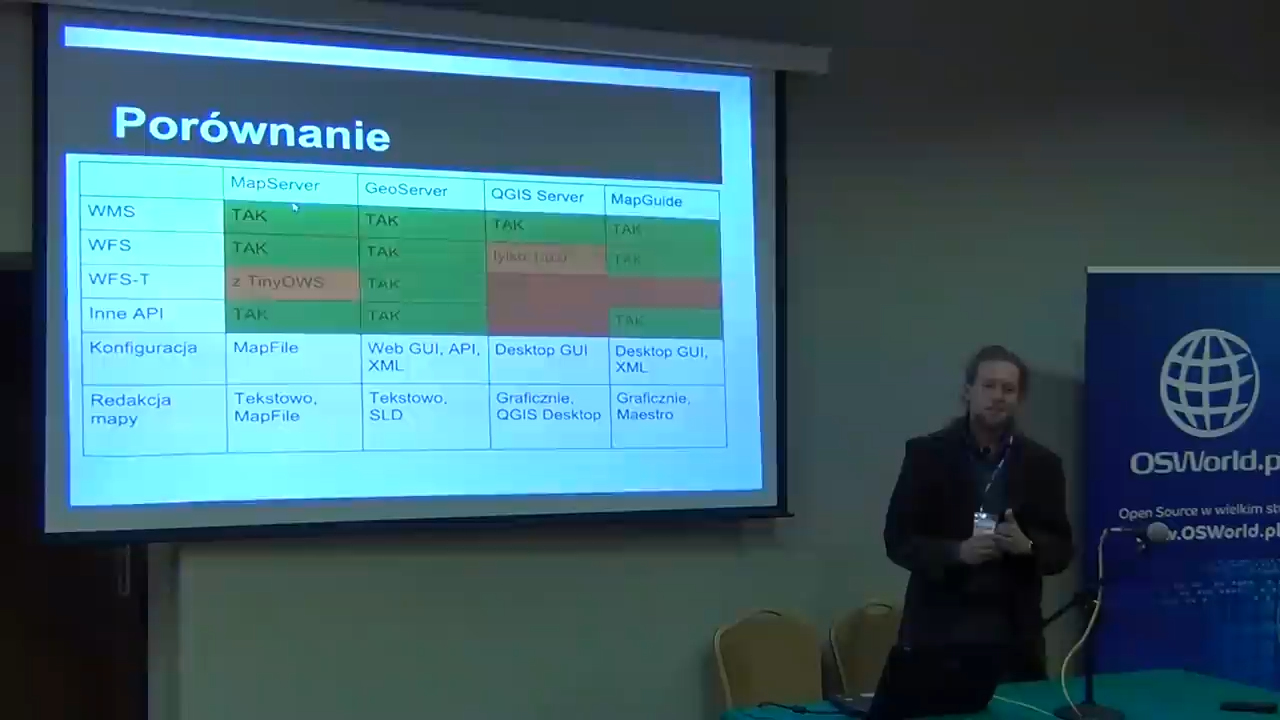 Porównanie
MapServer GeoServer QGIS Server MapGuide
WMS TAK TAK TAK TAK
WFS TAK TAK tylko TAK
WFS-T z TinyOWS TAK
Inne API TAK TAK TAK
Konfiguracja MapFile Web GUI, API, Desktop GUI Desktop GUI,
XML XML
Redakcja Tekstowo, Tekstowo, Graficznie, Graficznie,
mapy MapFile SLD QGIS Desktop Maestro
OSWorld.p
Open Source w wielkim st
w.OSWorld.pl